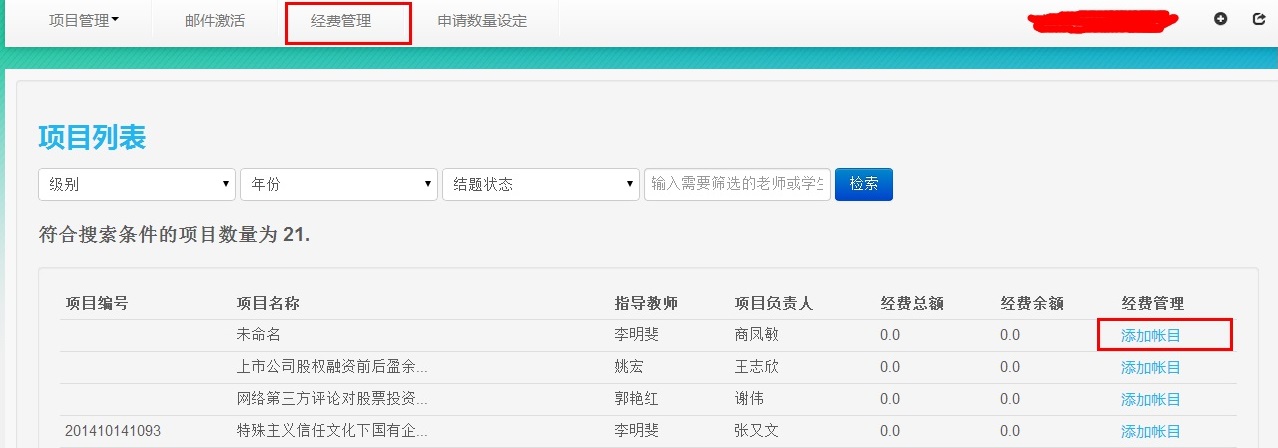 项目管理 邮件激活 经费管理 申请数量设定
项目列表
级别 年份 结题状态 输入需要筛选的老师或学生 检索
符合搜索条件的项目数量为 21.
项目编号 项目名称 指导教师 项目负责人 经费总额 经费余额 经费管理
未命名 李明斐 商凤敏 0.0 0.0 添加帐目
上市公司股权融资前后盈余... 姚宏 王志欣 0.0 0.0 添加帐目
网络第三方评论对股票投资... 郭艳红 谢伟 0.0 0.0 添加帐目
201410141093 特殊主义信任文化下国有企... 李明斐 张又文 0.0 0.0 添加帐目